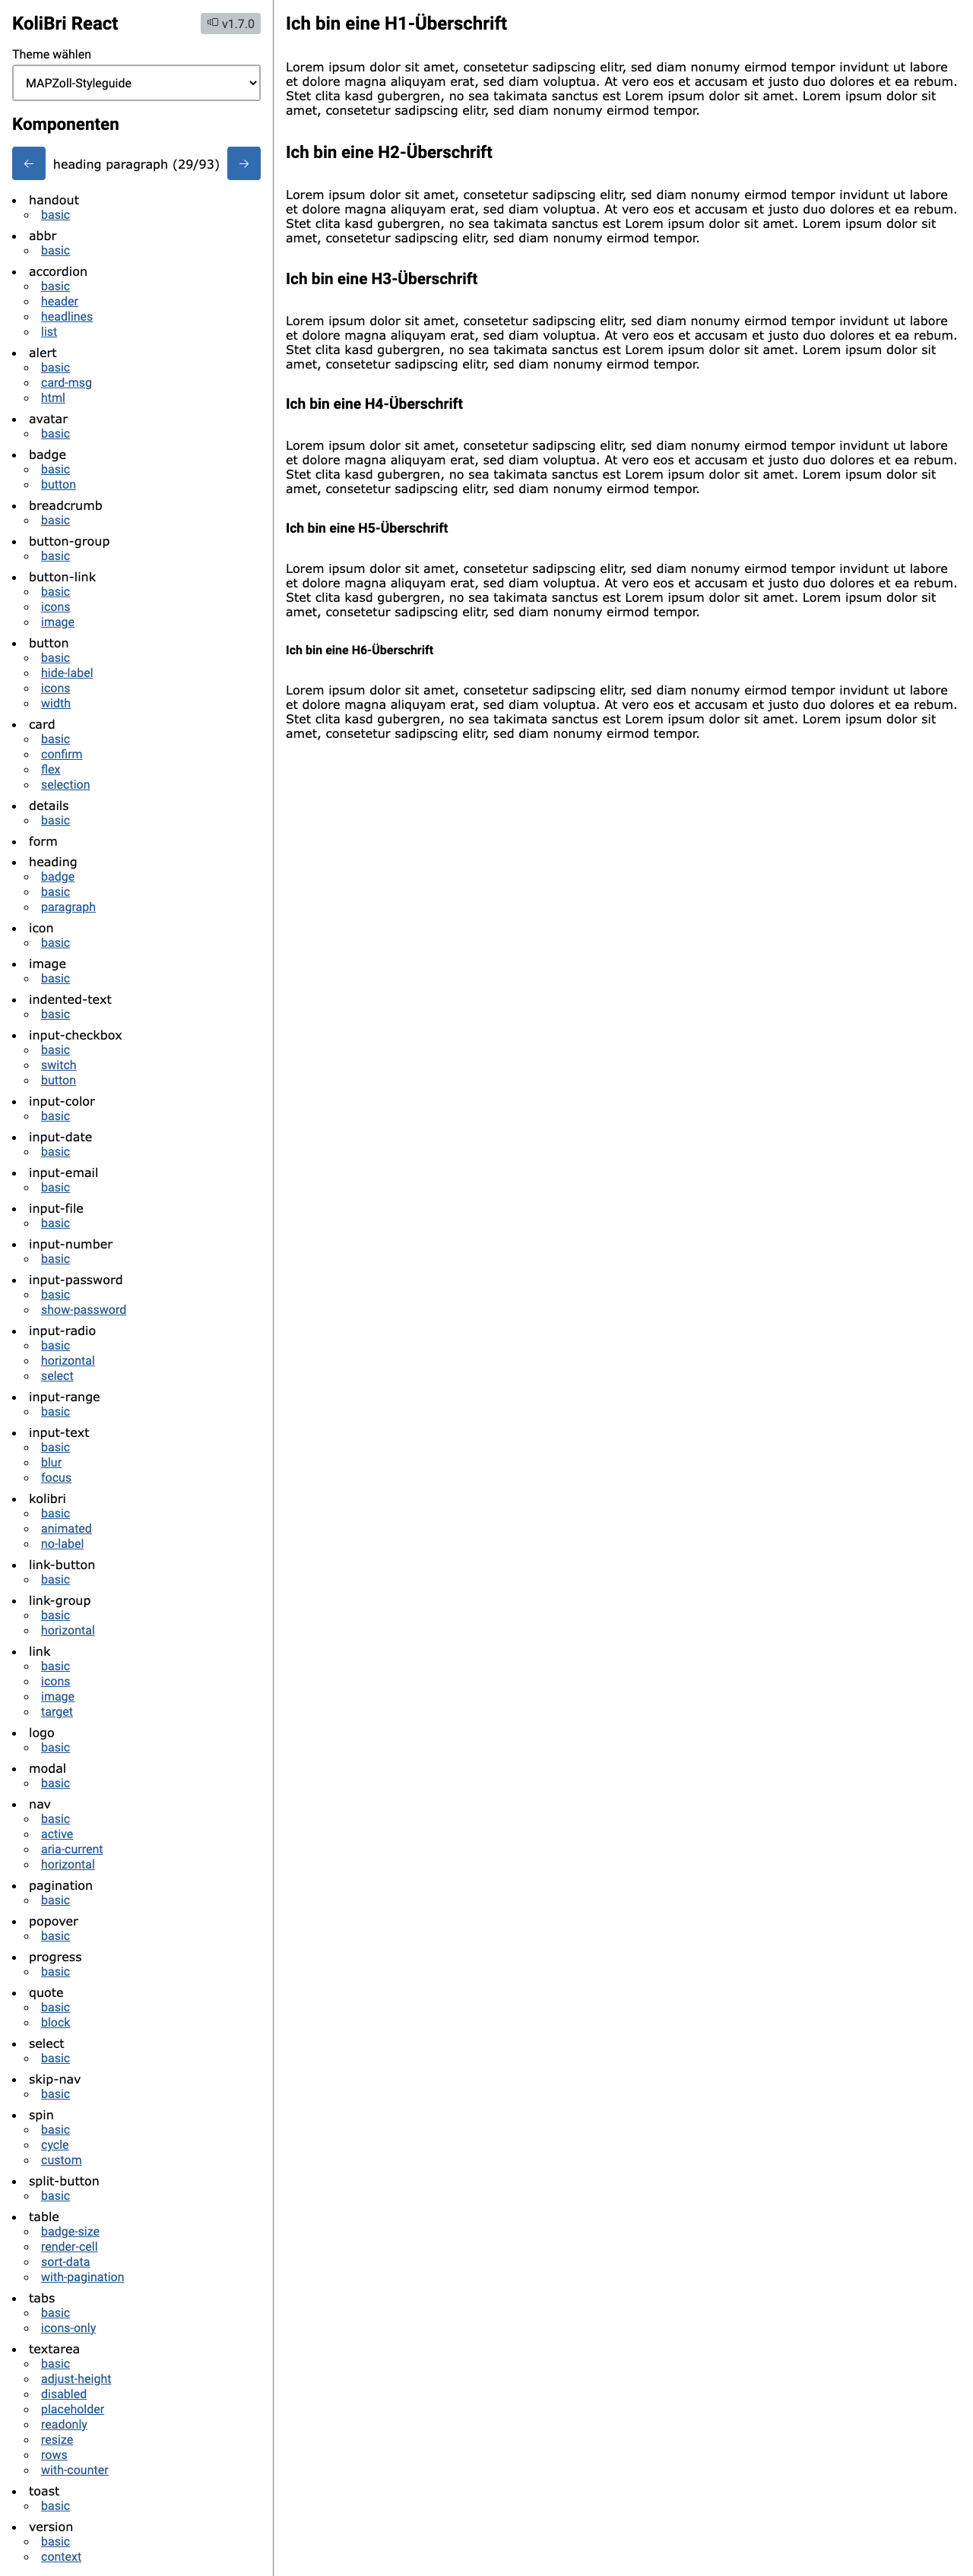 KoliBri React
v1.7.0
Theme wählen
MAPZoll-Styleguide
Komponenten
heading paragraph (29/93)
handout
basic
abbr
basic
accordion
basic
header
headlines
list
alert
basic
card-msg
html
avatar
basic
badge
basic
button
breadcrumb
basic
button-group
basic
button-link
basic
icons
image
button
basic
hide-label
icons
width
card
basic
confirm
flex
selection
details
basic
form
heading
badge
basic
paragraph
icon
basic
image
basic
indented-text
basic
input-checkbox
basic
switch
button
input-color
basic
input-date
basic
input-email
basic
input-file
basic
input-number
basic
input-password
basic
show-password
input-radio
basic
horizontal
select
input-range
basic
input-text
basic
blur
focus
kolibri
basic
animated
no-label
link-button
basic
link-group
basic
horizontal
link
basic
icons
image
target
logo
basic
modal
basic
nav
basic
active
aria-current
horizontal
pagination
basic
popover
basic
progress
basic
quote
basic
block
select
basic
skip-nav
basic
spin
basic
cycle
custom
split-button
basic
table
badge-size
render-cell
sort-data
with-pagination
tabs
basic
icons-only
textarea
basic
adjust-height
disabled
placeholder
readonly
resize
rows
with-counter
toast
basic
version
basic
context
Ich bin eine H1-Überschrift
Lorem ipsum dolor sit amet, consetetur sadipscing elitr, sed diam nonumy eirmod tempor invidunt ut labore
et dolore magna aliquyam erat, sed diam voluptua. At vero eos et accusam et justo duo dolores et ea rebum.
Stet clita kasd gubergren, no sea takimata sanctus est Lorem ipsum dolor sit amet. Lorem ipsum dolor sit
amet, consetetur sadipscing elitr, sed diam nonumy eirmod tempor.
Ich bin eine H2-Überschrift
Lorem ipsum dolor sit amet, consetetur sadipscing elitr, sed diam nonumy eirmod tempor invidunt ut labore
et dolore magna aliquyam erat, sed diam voluptua. At vero eos et accusam et justo duo dolores et ea rebum.
Stet clita kasd gubergren, no sea takimata sanctus est Lorem ipsum dolor sit amet. Lorem ipsum dolor sit
amet, consetetur sadipscing elitr, sed diam nonumy eirmod tempor.
Ich bin eine H3-Überschrift
Lorem ipsum dolor sit amet, consetetur sadipscing elitr, sed diam nonumy eirmod tempor invidunt ut labore
et dolore magna aliquyam erat, sed diam voluptua. At vero eos et accusam et justo duo dolores et ea rebum.
Stet clita kasd gubergren, no sea takimata sanctus est Lorem ipsum dolor sit amet. Lorem ipsum dolor sit
amet, consetetur sadipscing elitr, sed diam nonumy eirmod tempor.
Ich bin eine H4-Überschrift
Lorem ipsum dolor sit amet, consetetur sadipscing elitr, sed diam nonumy eirmod tempor invidunt ut labore
et dolore magna aliquyam erat, sed diam voluptua. At vero eos et accusam et justo duo dolores et ea rebum.
Stet clita kasd gubergren, no sea takimata sanctus est Lorem ipsum dolor sit amet. Lorem ipsum dolor sit
amet, consetetur sadipscing elitr, sed diam nonumy eirmod tempor.
Ich bin eine H5-Überschrift
Lorem ipsum dolor sit amet, consetetur sadipscing elitr, sed diam nonumy eirmod tempor invidunt ut labore
et dolore magna aliquyam erat, sed diam voluptua. At vero eos et accusam et justo duo dolores et ea rebum.
Stet clita kasd gubergren, no sea takimata sanctus est Lorem ipsum dolor sit amet. Lorem ipsum dolor sit
amet, consetetur sadipscing elitr, sed diam nonumy eirmod tempor.
Ich bin eine H6-Überschrift
Lorem ipsum dolor sit amet, consetetur sadipscing elitr, sed diam nonumy eirmod tempor invidunt ut labore
et dolore magna aliquyam erat, sed diam voluptua. At vero eos et accusam et justo duo dolores et ea rebum.
Stet clita kasd gubergren, no sea takimata sanctus est Lorem ipsum dolor sit amet. Lorem ipsum dolor sit
amet, consetetur sadipscing elitr, sed diam nonumy eirmod tempor.